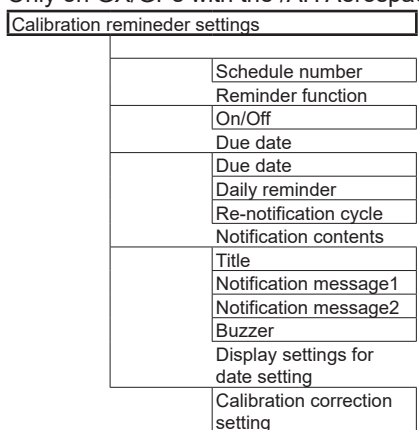 Only on GX/GPs with the /AH Aerospa
Calibration remineder settings
Schedule number
Reminder function
On/Off
Due date
Due date
Daily reminder
Re-notification cycle
Notification contents
Title
Notification message1
Notification message2
Buzzer
Display settings for
date setting
Calibration correction
setting